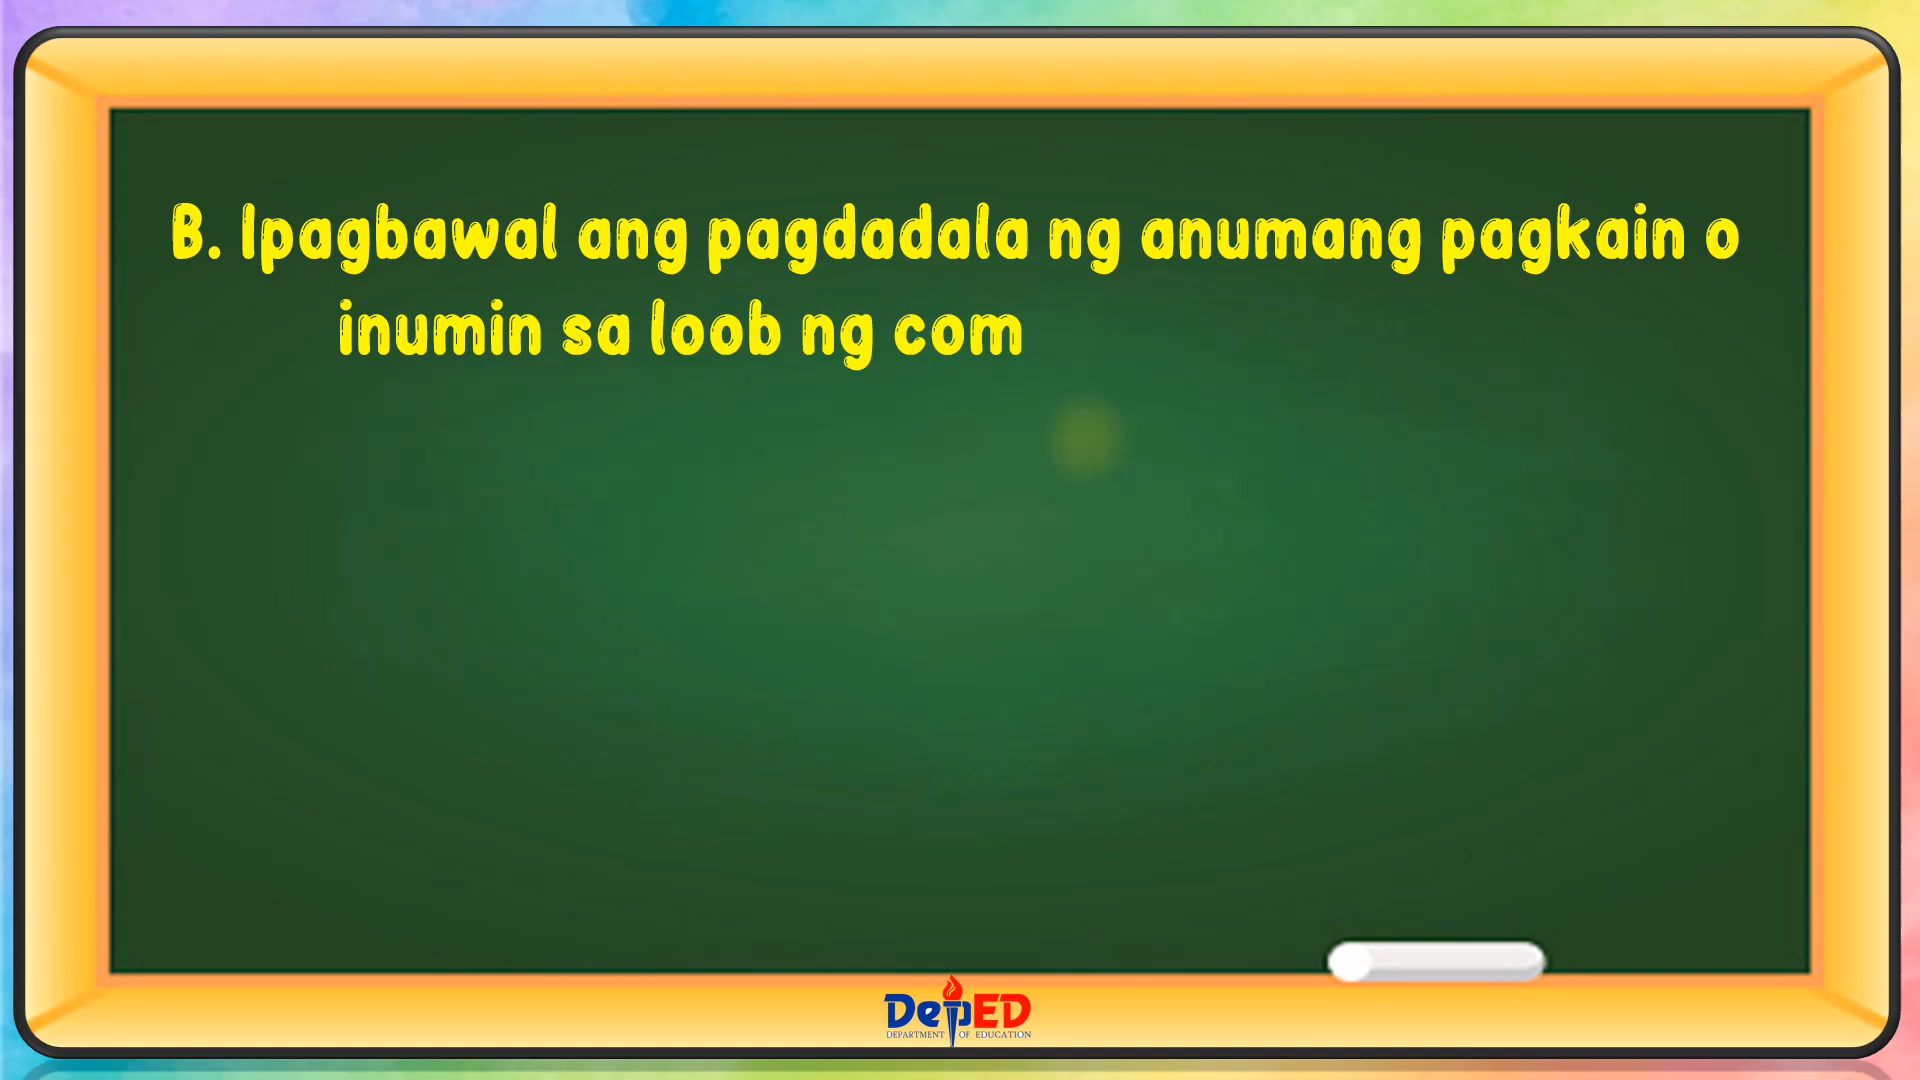 B. Ipagbawal ang pagdadala ng anumang pagkain o
inumin sa loob ng com
DepED
DEPARTMENT OF EDUCATION